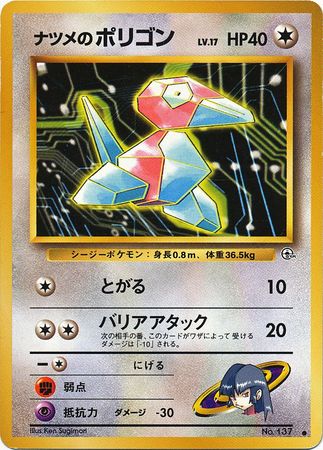 ナツメのポリゴン LV.17 HP40
シージーポケモン：身長0.8m、体重36.5kg
とがる 10
バリアアタック 20
次の相手の番、このカードがワザによって 受ける
ダメージは「-10」される。
にげる
弱点
抵抗力 ダメージ -30
Illus. Ken Sugimori No. 137